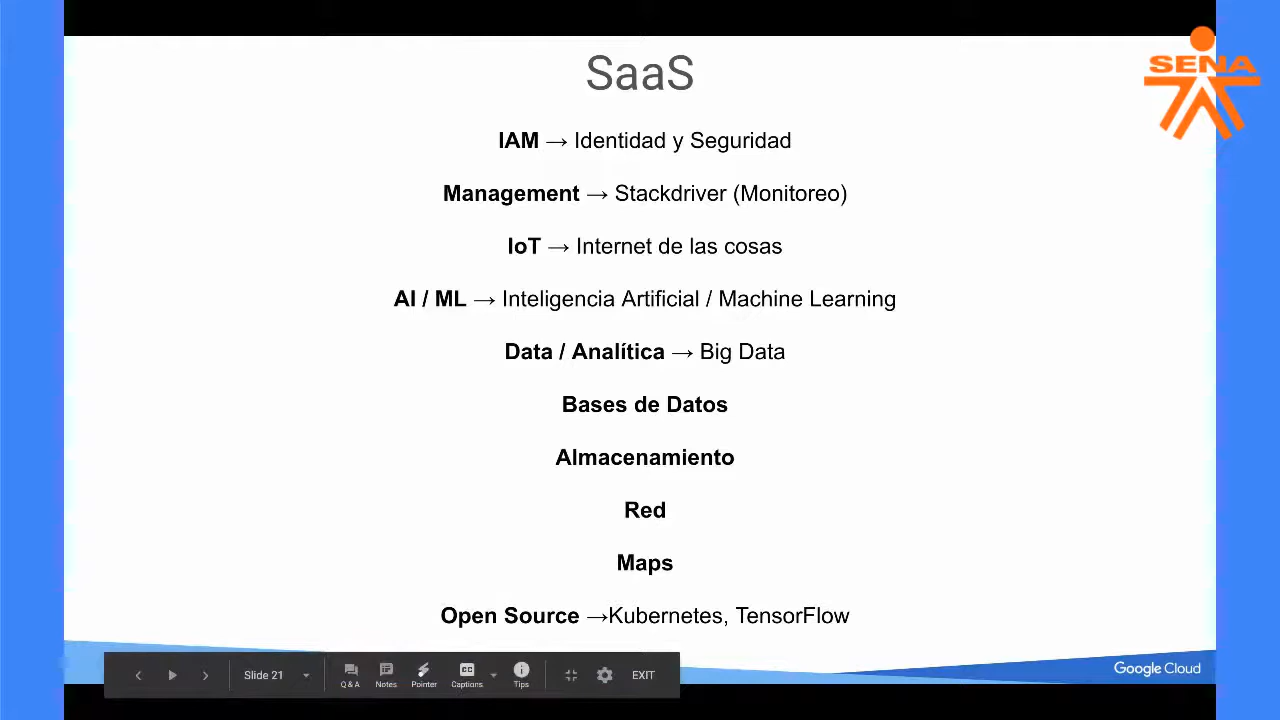 SaaS
SENA
IAM → Identidad y Seguridad
Management → Stackdriver (Monitoreo)
IoT → Internet de las cosas
AI / ML → Inteligencia Artificial / Machine Learning
Data / Analítica → Big Data
Bases de Datos
Almacenamiento
Red
Maps
Open Source →Kubernetes, TensorFlow
Google Cloud
Slide 21
Q & A
Notes
Pointer
CC
Captions
Tips
EXIT